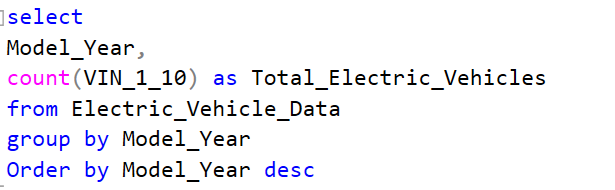 select
Model_Year,
count(VIN_1_10) as Total_Electric_Vehicles
from Electric_Vehicle_Data
group by Model_Year
Order by Model_Year desc